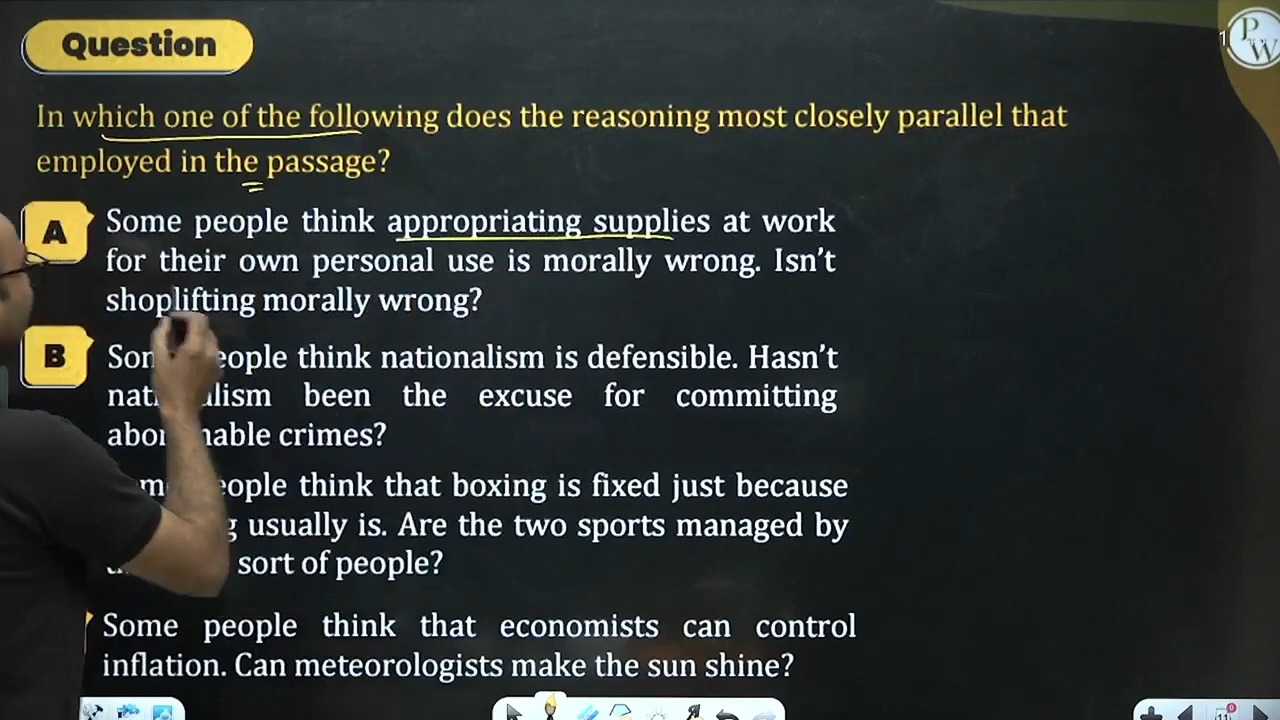 Question
1
P
W
In which one of the following does the reasoning most closely parallel that
employed in the passage?
A
Some people think appropriating supplies at work
for their own personal use is morally wrong. Isn't
shoplifting morally wrong?
B
people think nationalism is defensible. Hasn't
been the excuse for committing
crimes?
people think that boxing is fixed just because
usually is. Are the two sports managed by
sort of people?
Some people think that economists can control
inflation. Can meteorologists make the sun shine?